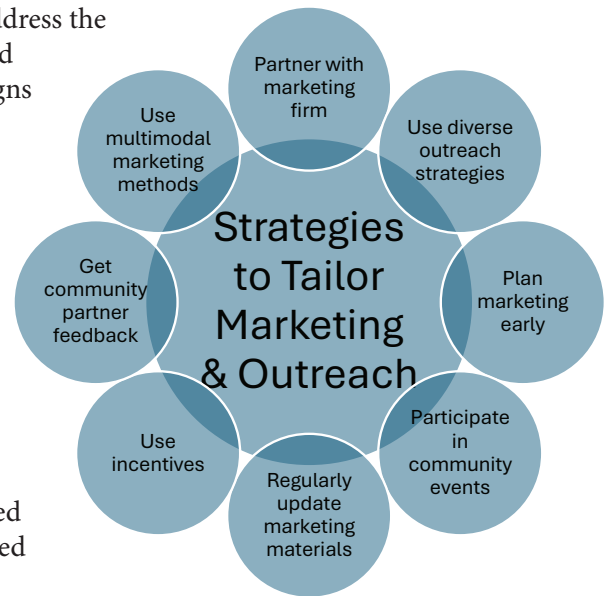 ldress the
d
gns
Partner with
marketing
firm
Use diverse
outreach
strategies
Plan
marketing
early
Participate
in
community
events
Regularly
update
marketing
materials
Use
incentives
Get
community
partner
feedback
Use
multimodal
marketing
methods
Strategies
to Tailor
Marketing
& Outreach
ed
ed